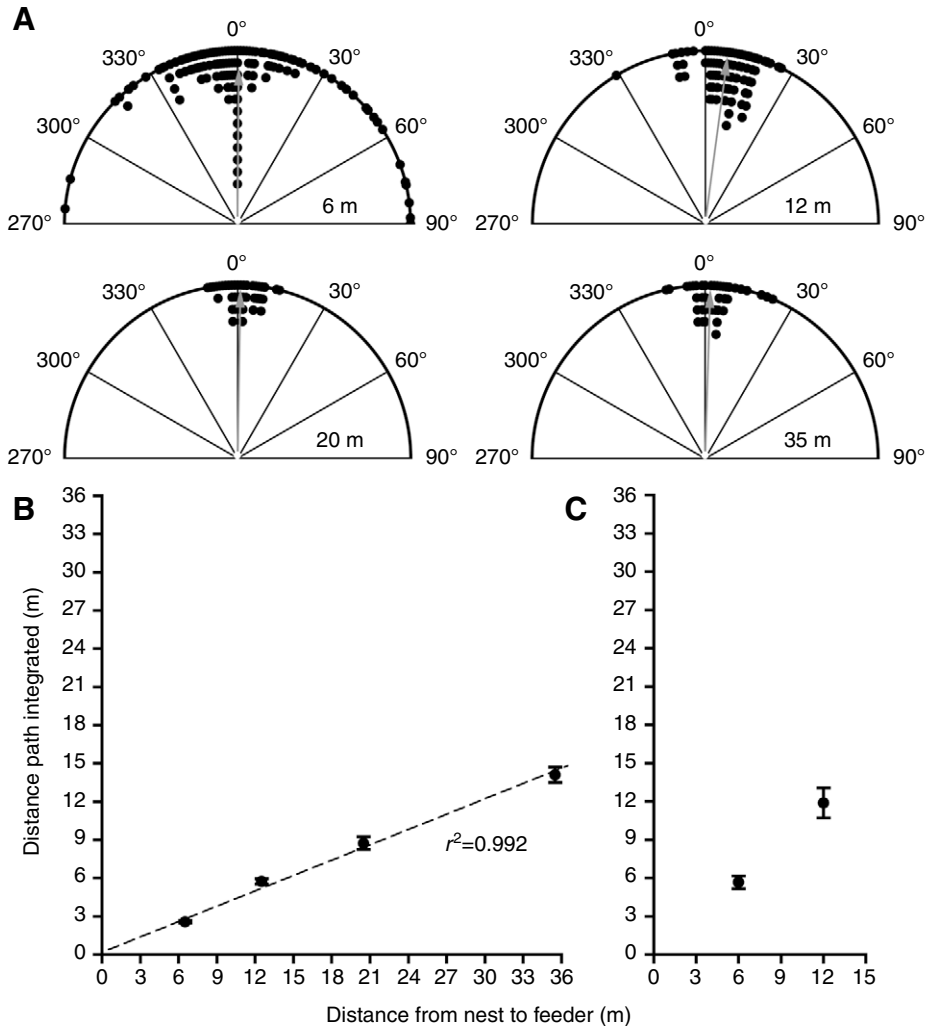 A
0° 0°
330° 30° 330° 30°
300° 60° 300° 60°
6 m 12 m
270° 90° 270° 90°
0° 0°
330° 30° 330° 30°
300° 60° 300° 60°
20 m 35 m
270° 90° 270° 90°
B C
36 36
33 33
30 30
27 27
24 24
21 21
18 18
15 15
12 12
9 9
r²=0.992
6 6
3 3
0 0
0 3 6 9 12 15 18 21 24 27 30 33 36 0 3 6 9 12 15
Distance path integrated (m)
Distance from nest to feeder (m)